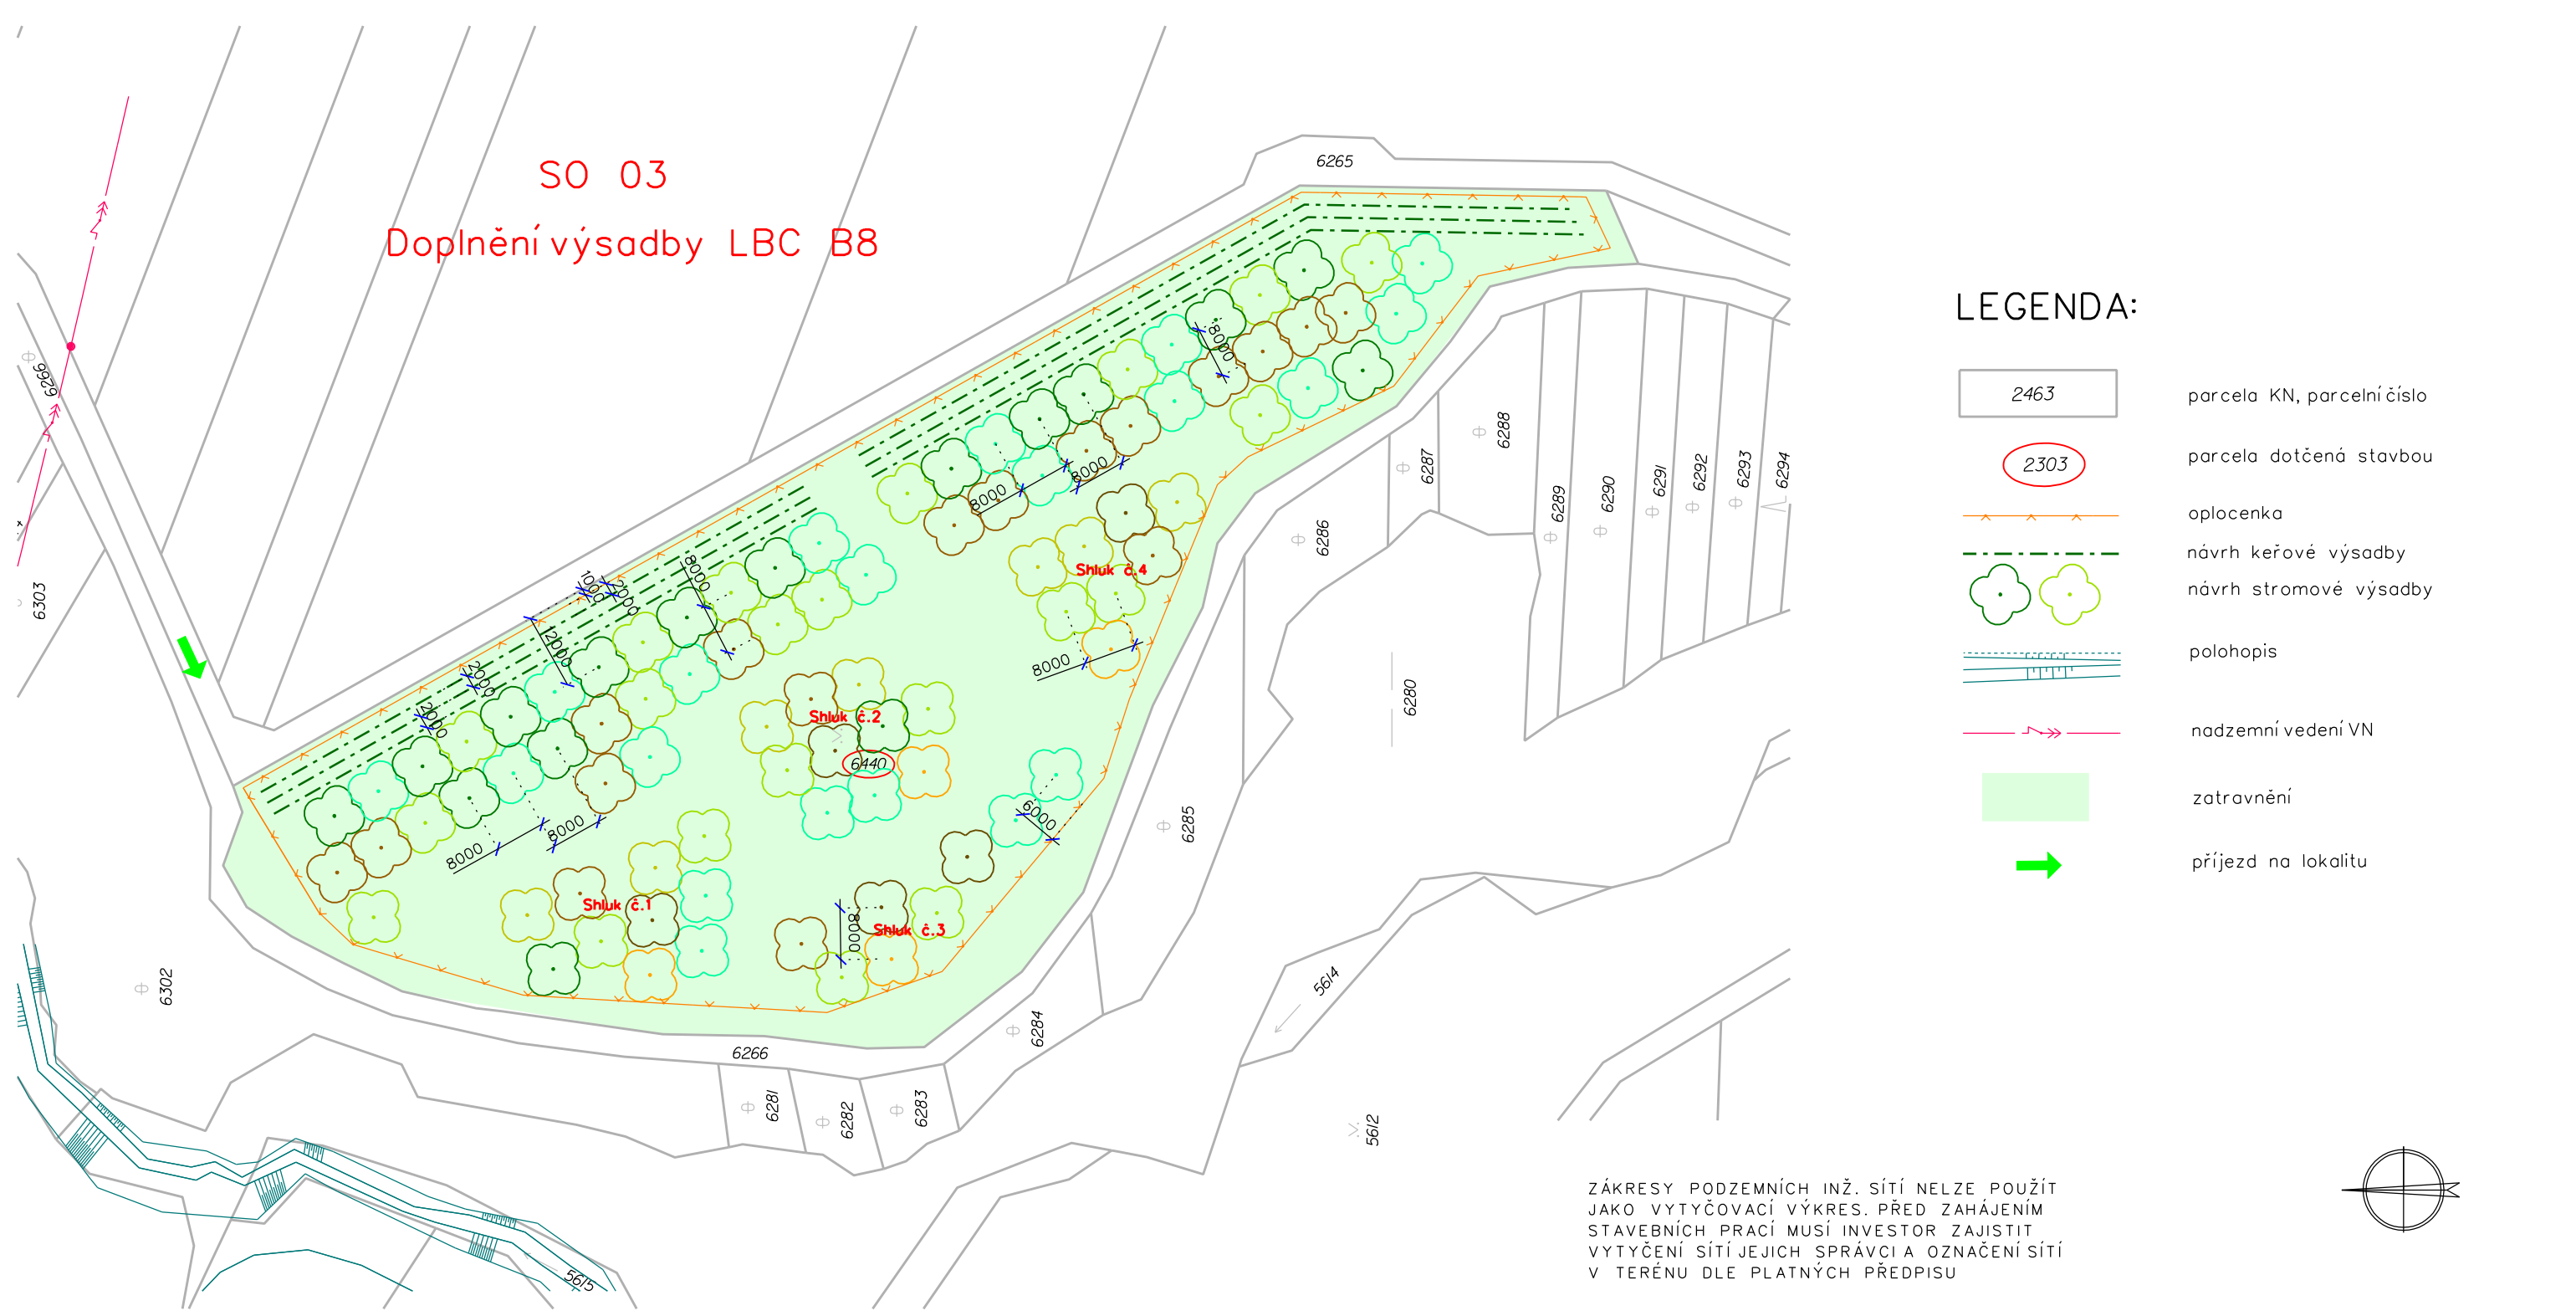 SO 03
Doplnění výsadby LBC B8
6265
6266
6303
6302
6288
6287
6286
6289
6290
6291
6292
6293
6294
6280
6285
6284
6266
6281
6282
6283
5614
5612
5615
6440
Shluk č.4
Shluk č.2
Shluk č.1
Shluk č.3
8000
8000
8000
8000
1000
2000
2000
2000
2000
8000
8000
8000
6000
8000
LEGENDA:
2463
parcela KN, parcelní číslo
2303
parcela dotčená stavbou
oplocenka
návrh keřové výsadby
návrh stromové výsadby
polohopis
nadzemní vedení VN
zatravnění
příjezd na lokalitu
ZÁKRESY PODZEMNÍCH INŽ. SÍTÍ NELZE POUŽÍT
JAKO VYTYČOVACÍ VÝKRES. PŘED ZAHÁJENÍM
STAVEBNÍCH PRACÍ MUSÍ INVESTOR ZAJISTIT
VYTYČENÍ SÍTÍ JEJICH SPRÁVCI A OZNAČENÍ SÍTÍ
V TERÉNU DLE PLATNÝCH PŘEDPISU